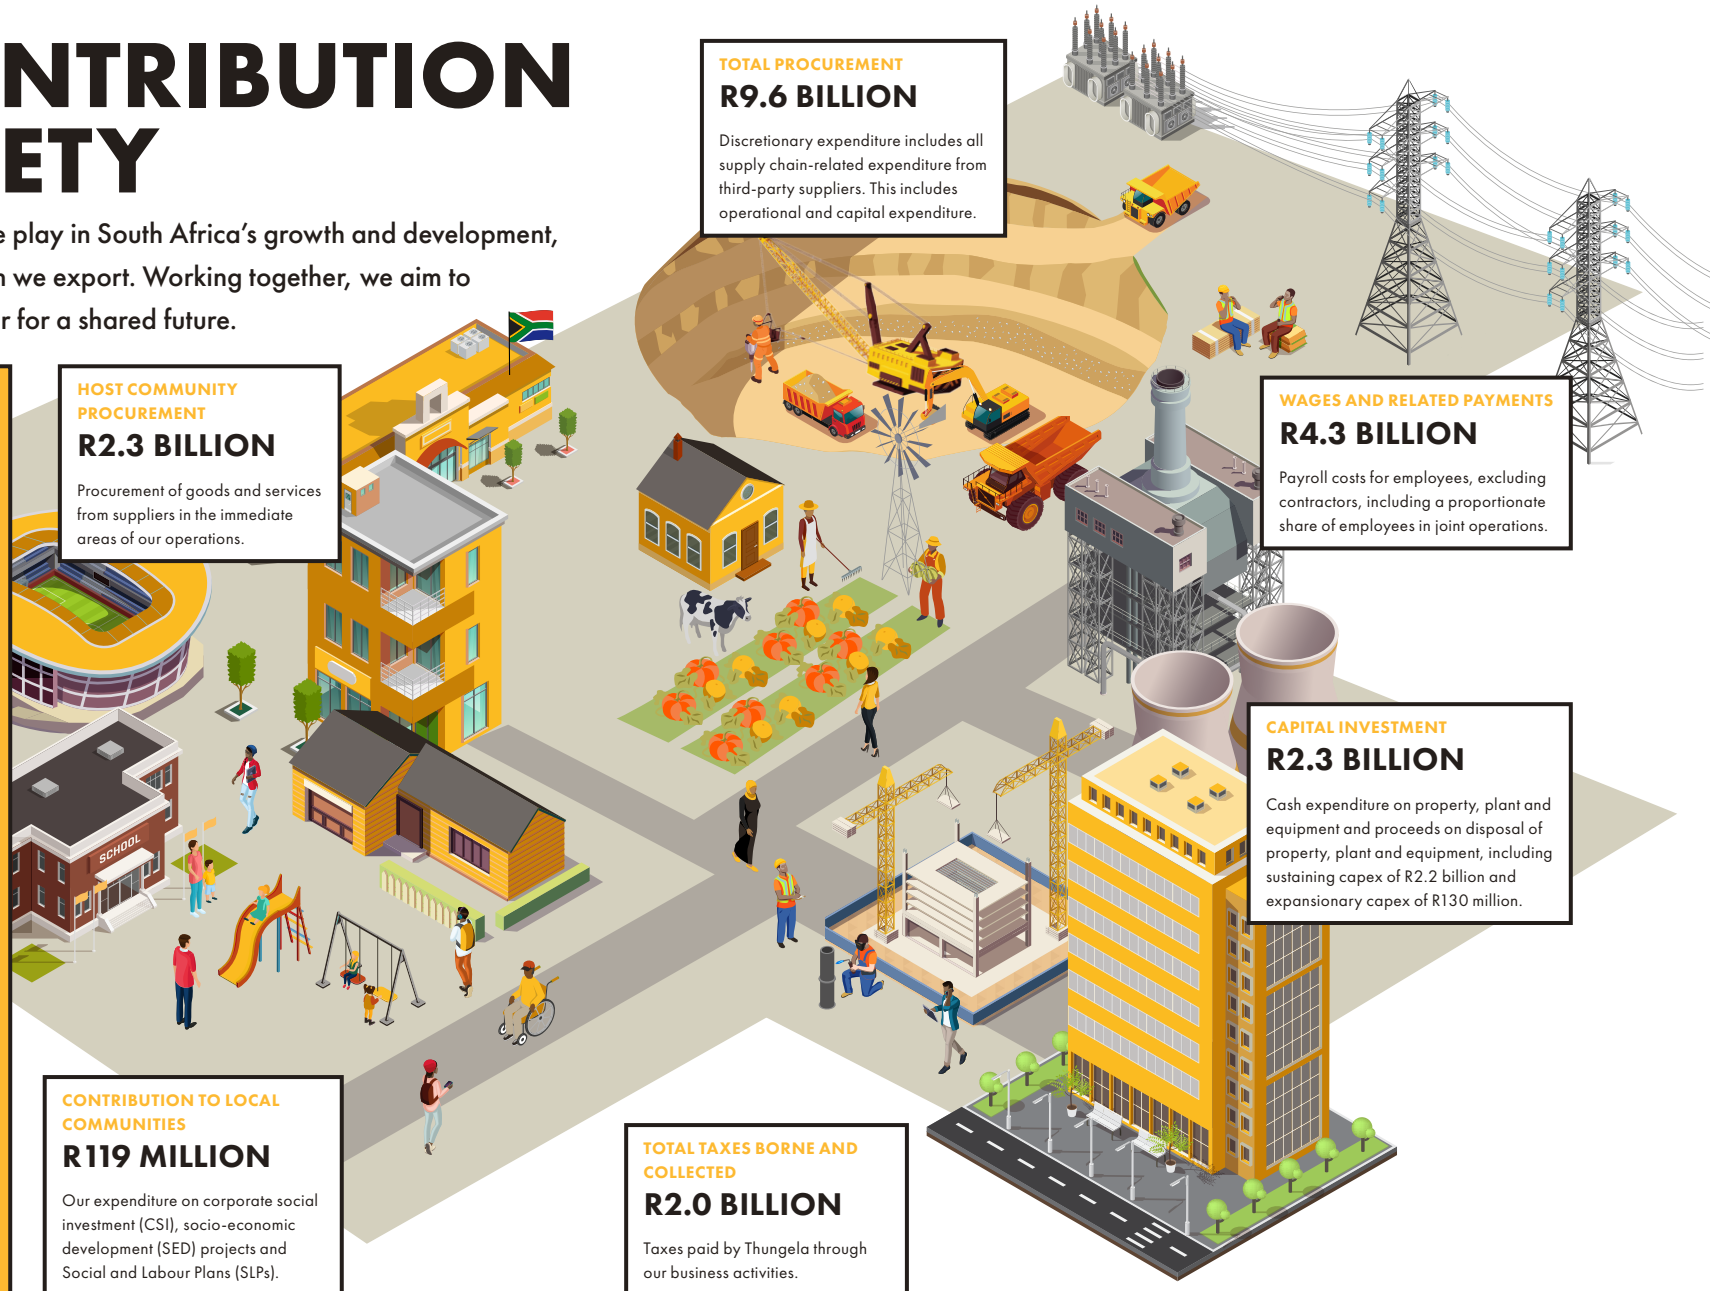 NTRIBUTION
ETY
e play in South Africa’s growth and development,
we export. Working together, we aim to
r for a shared future.
TOTAL PROCUREMENT
R9.6 BILLION
Discretionary expenditure includes all
supply chain-related expenditure from
third-party suppliers. This includes
operational and capital expenditure.
HOST COMMUNITY
PROCUREMENT
R2.3 BILLION
Procurement of goods and services
from suppliers in the immediate
areas of our operations.
WAGES AND RELATED PAYMENTS
R4.3 BILLION
Payroll costs for employees, excluding
contractors, including a proportionate
share of employees in joint operations.
CAPITAL INVESTMENT
R2.3 BILLION
Cash expenditure on property, plant and
equipment and proceeds on disposal of
property, plant and equipment, including
sustaining capex of R2.2 billion and
expansionary capex of R130 million.
SCHOOL
CONTRIBUTION TO LOCAL
COMMUNITIES
R119 MILLION
Our expenditure on corporate social
investment (CSI), socio-economic
development (SED) projects and
Social and Labour Plans (SLPs).
TOTAL TAXES BORNE AND
COLLECTED
R2.0 BILLION
Taxes paid by Thungela through
our business activities.